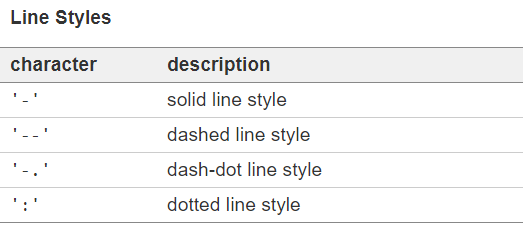 Line Styles
character description
'-' solid line style
'--' dashed line style
'-.' dash-dot line style
':' dotted line style